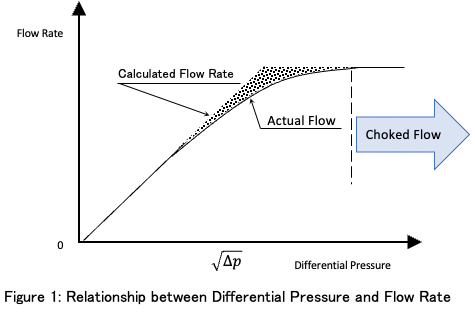 Flow Rate
Calculated Flow Rate
Actual Flow
Choked Flow
0
√Δp
Differential Pressure
Figure 1: Relationship between Differential Pressure and Flow Rate